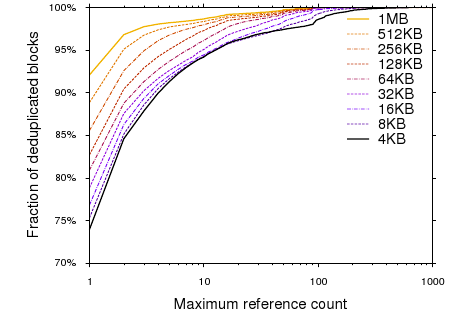 100%
95%
90%
85%
80%
75%
70%
Fraction of deduplicated blocks
1MB
512KB
256KB
128KB
64KB
32KB
16KB
8KB
4KB
1 10 100 1000
Maximum reference count